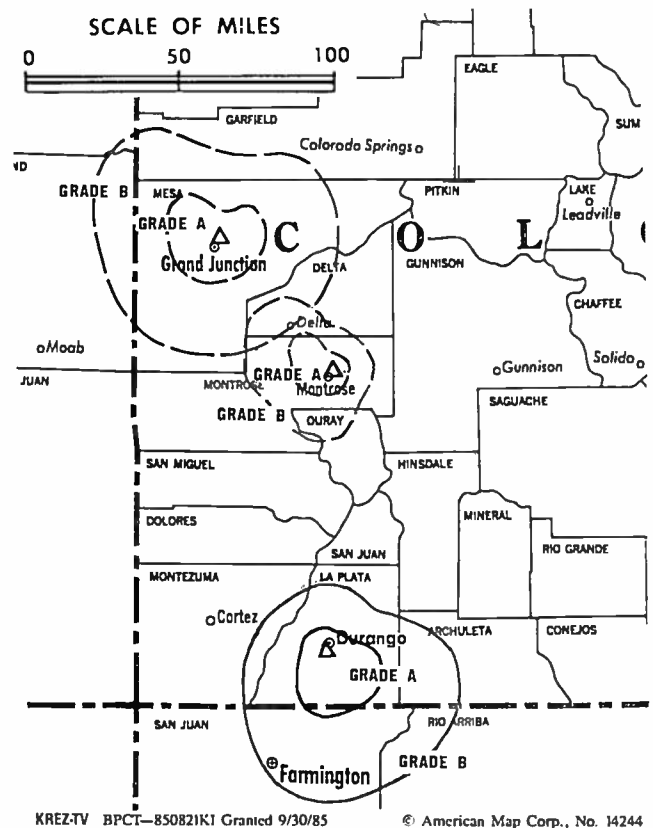 SCALE OF MILES
0 50 100
EAGLE
GARFIELD
SUM
Colorado Springs
ND
GRADE B
MESA
PITKIN
LAKE
Leadville
GRADE A
C O L
Grand Junction
DELTA
GUNNISON
CHAFFEE
Delta
Moab
Gunnison
Salida
JUAN
MONTROSE
GRADE A
Montrose
SAGUACHE
GRADE B
OURAY
SAN MIGUEL
HINSDALE
MINERAL
DOLORES
RIO GRANDE
SAN JUAN
MONTEZUMA
LA PLATA
Cortez
Durango
ARCHULETA
CONEJOS
GRADE A
SAN JUAN
RIO ARRIBA
GRADE B
Farmington
KREZ-TV BPCT—850821KI Granted 9/30/85
© American Map Corp., No. 14244